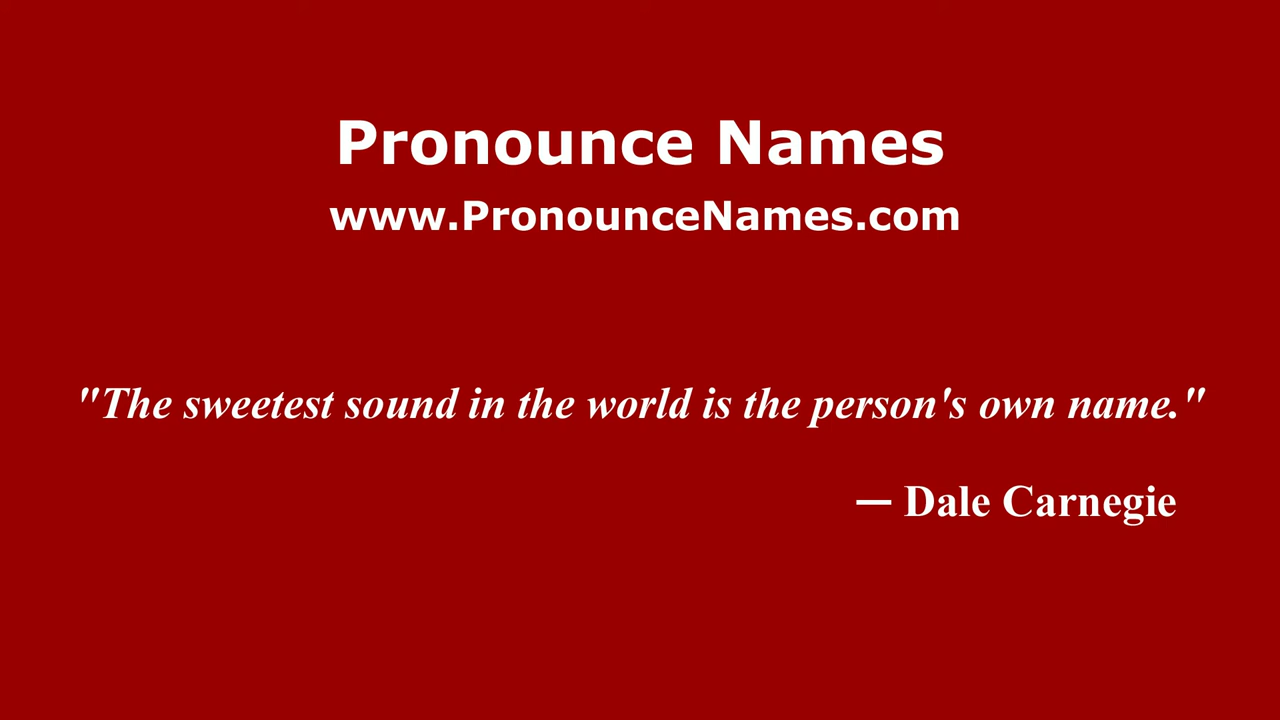 Pronounce Names
www.PronounceNames.com
"The sweetest sound in the world is the person's own name."
— Dale Carnegie